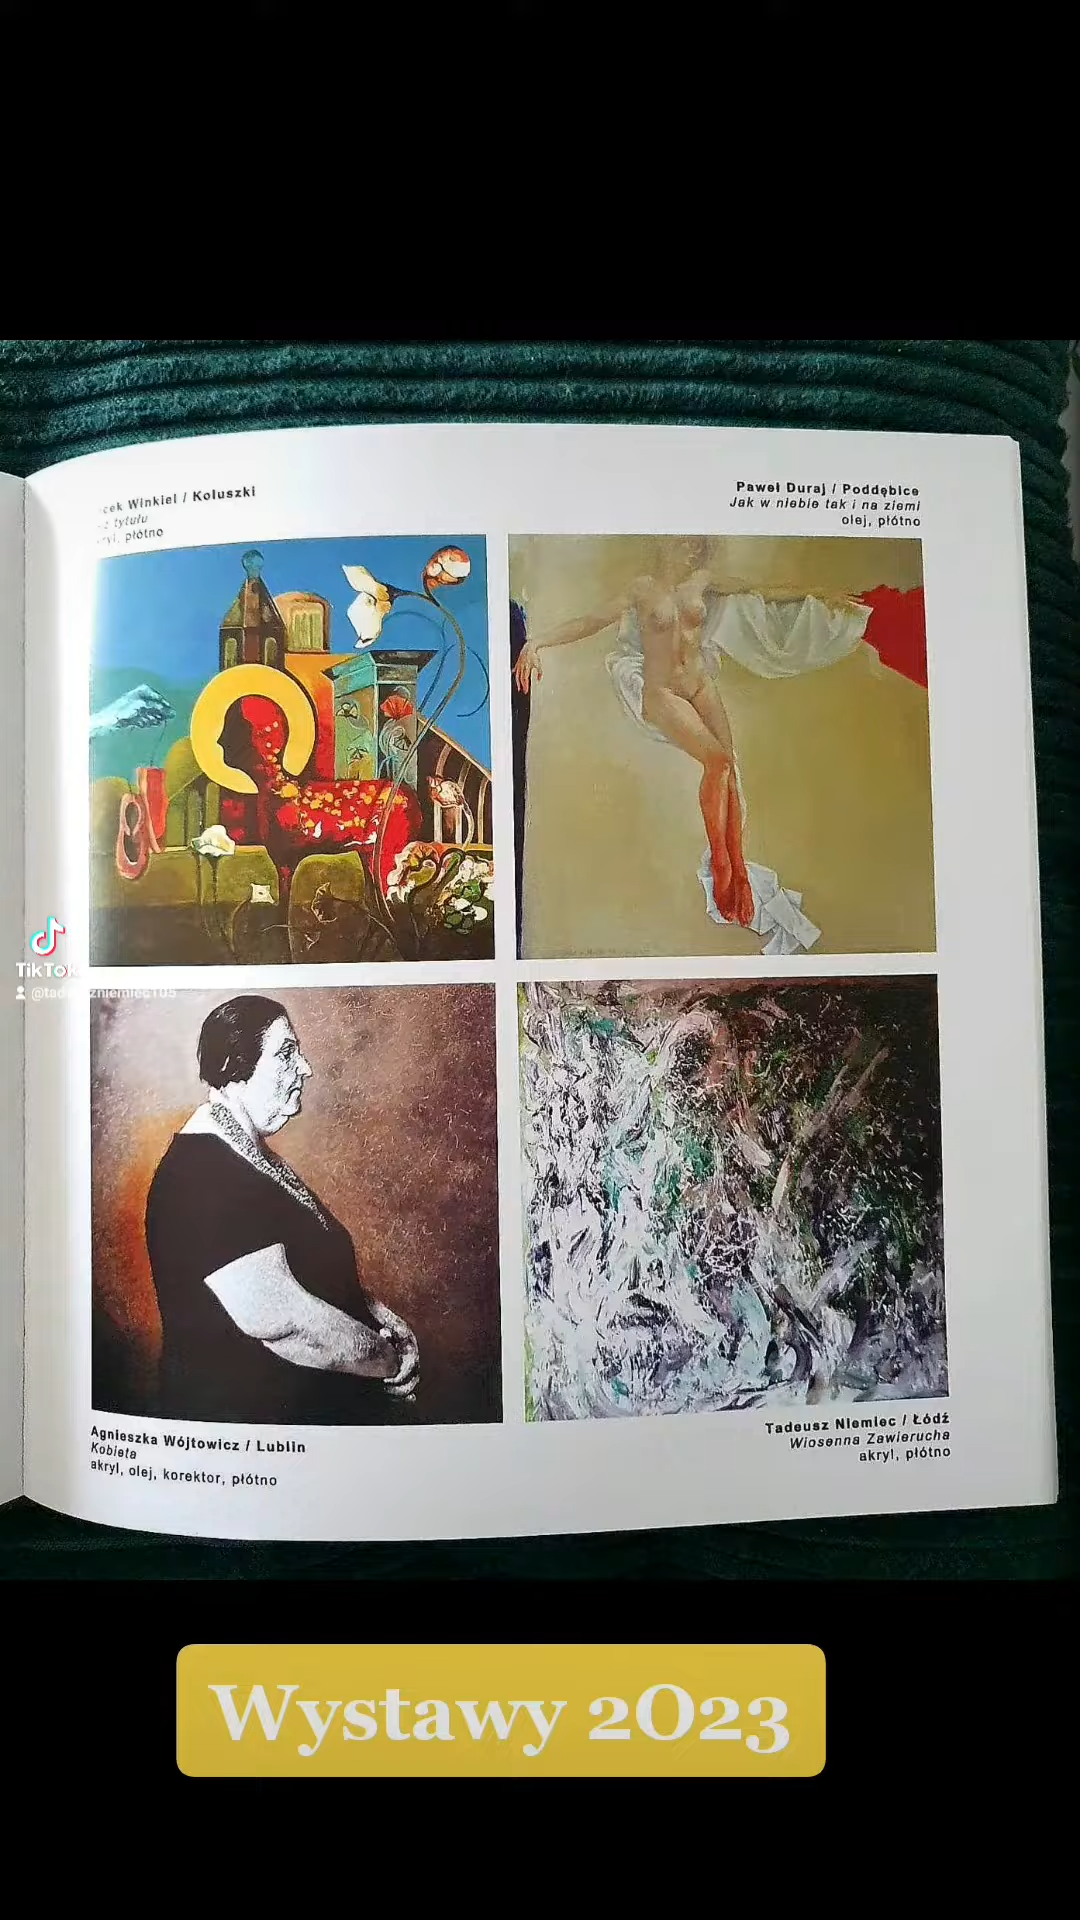 Winkiel / Koluszki
tytułu
płótno
Paweł Duraj / Poddębice
Jak w niebie tak i na ziemi
olej, płótno
TikTok
Agnieszka Wójtowicz / Lublin
Kobieta
akryl, olej, korektor, płótno
Tadeusz Niemiec / Łódź
Wiosenna Zawierucha
akryl, płótno
Wystawy 2023